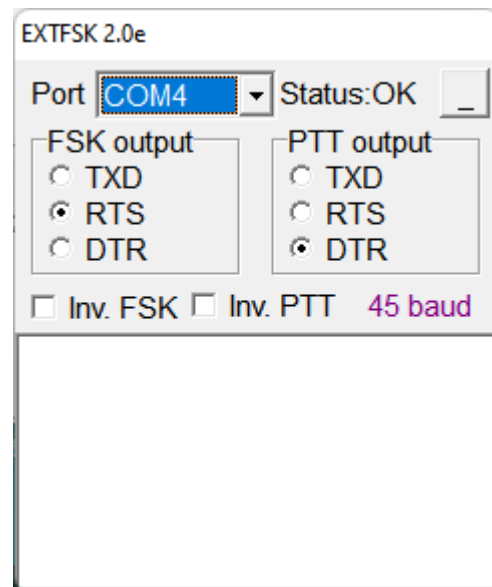 EXTFSK 2.0e
Port COM4 Status:OK _
FSK output PTT output
TXD TXD
RTS RTS
DTR DTR
Inv. FSK Inv. PTT 45 baud